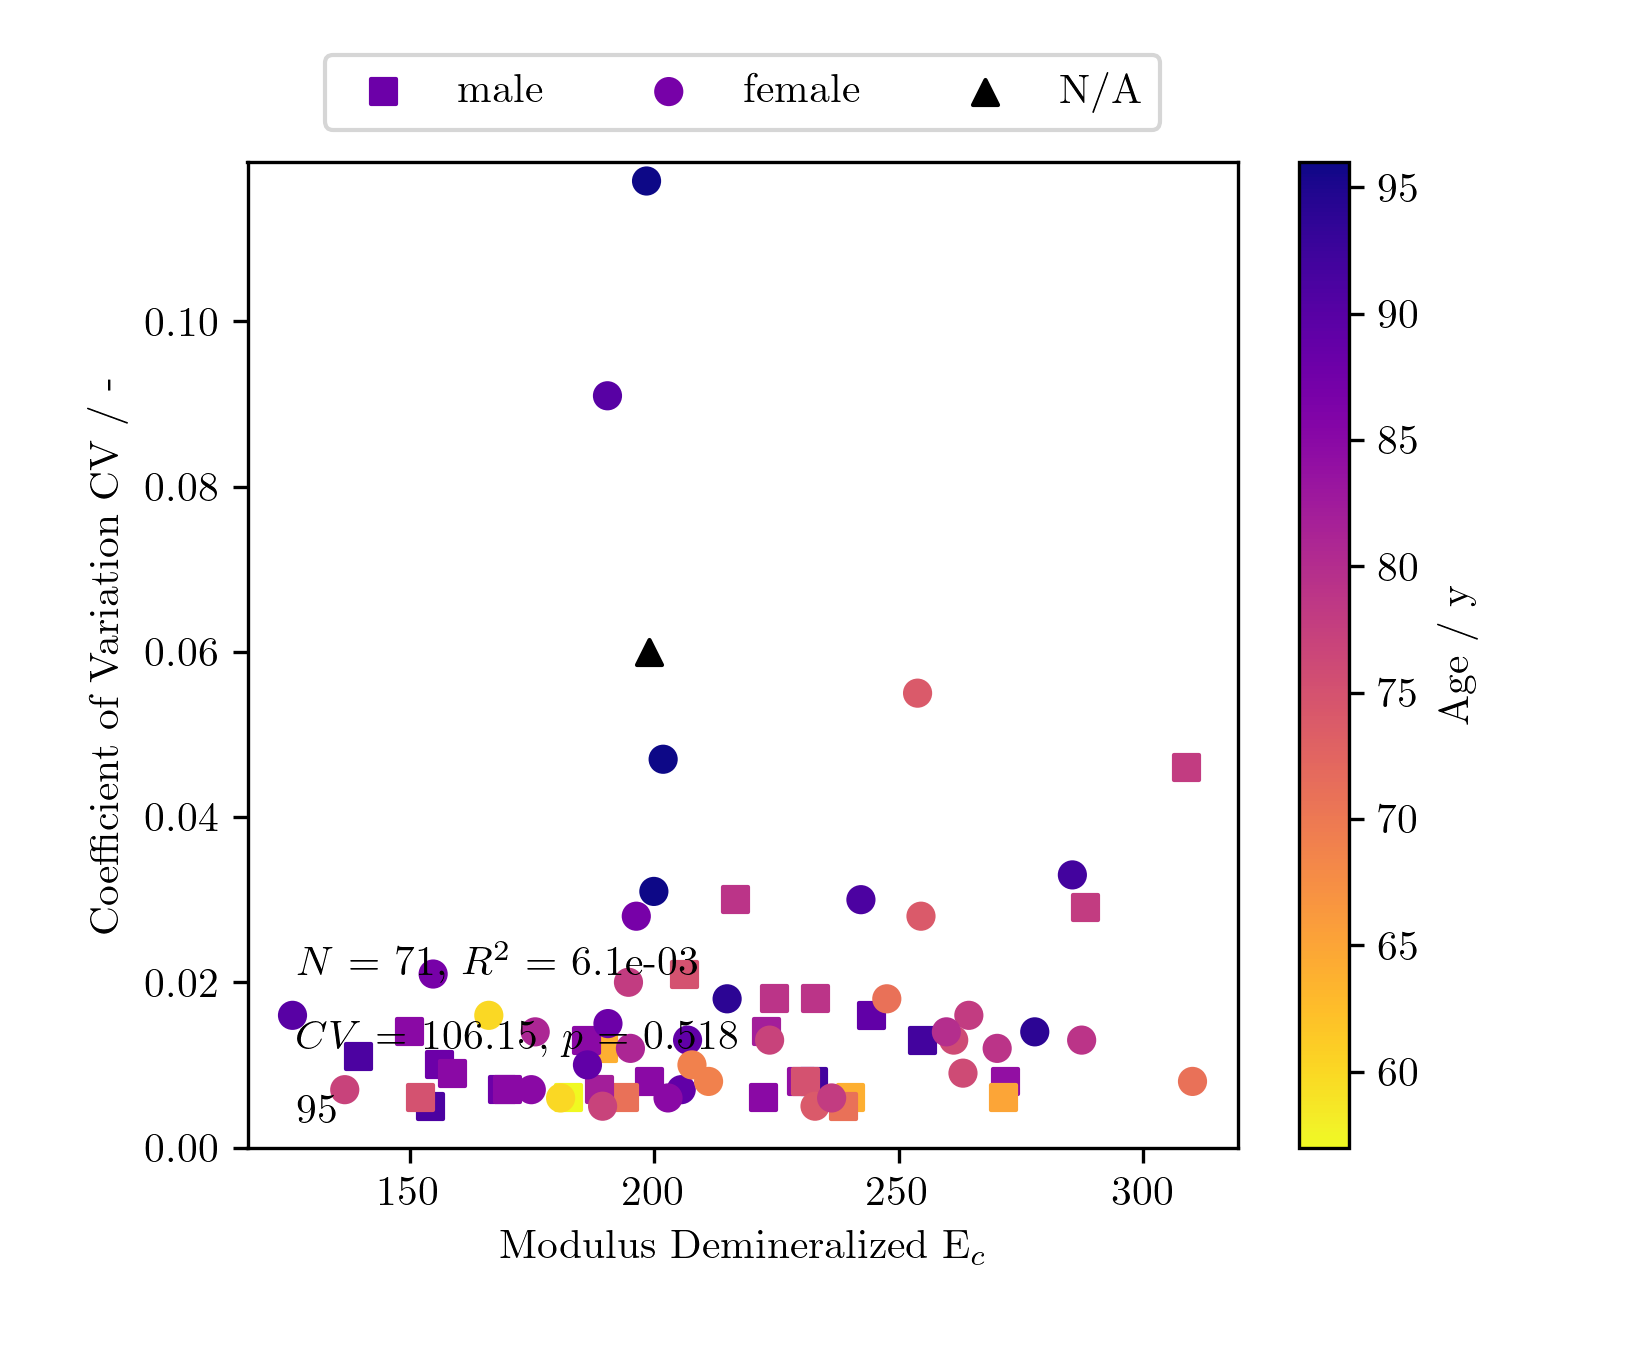 male female N/A
0.10
0.08
0.06
0.04
0.02
0.00
Coefficient of Variation CV / -
N = 71, R² = 6.1e-03
CV = 106.15, p = 0.518
95
150 200 250 300
Modulus Demineralized E_c
95
90
85
80
75
70
65
60
Age / y